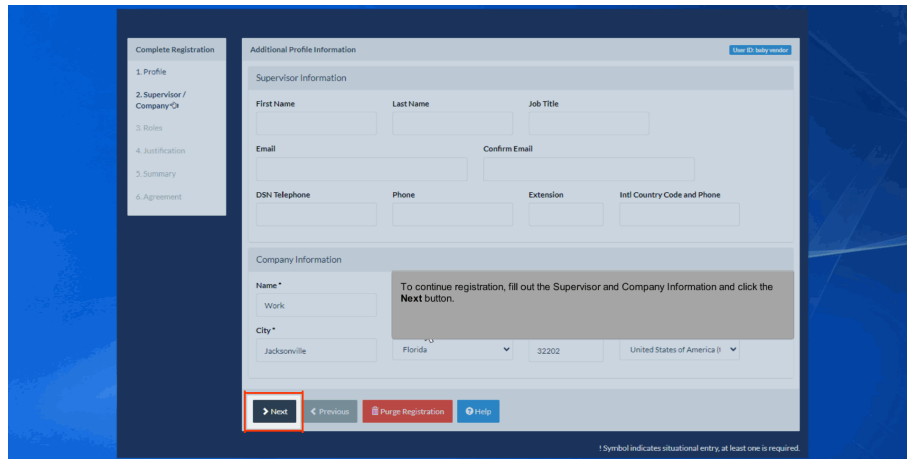 Complete Registration
1. Profile
2. Supervisor /
Company
3. Roles
4. Justification
5. Summary
6. Agreement
Additional Profile Information
User ID: baby vendor
Supervisor Information
First Name Last Name Job Title
Email Confirm Email
DSN Telephone Phone Extension Intl Country Code and Phone
Company Information
Name *
Work
To continue registration, fill out the Supervisor and Company Information and click the
Next button.
City *
Jacksonville Florida 32202 United States of America (
Next Previous Purge Registration Help
! Symbol indicates situational entry, at least one is required.